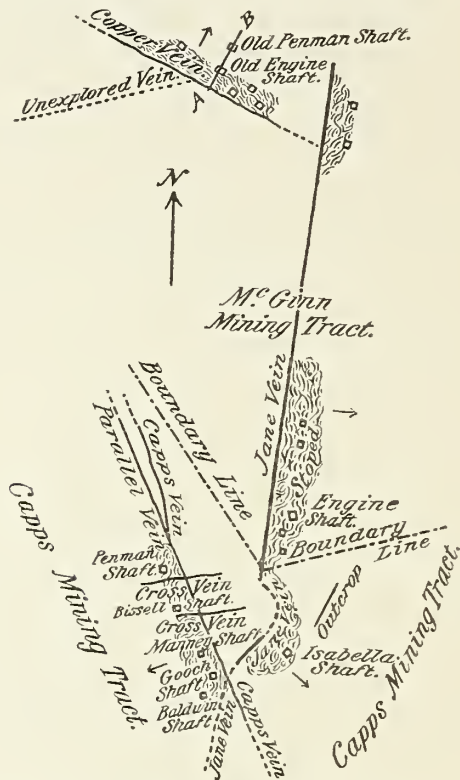 B
Old Penman Shaft.
Old Engine
Shaft.
Copper Vein
Unexplored Vein.
A
N
Mc Ginn
Mining Tract.
Jane Vein
Stoped
Boundary Line
Capps Vein
Parallel Vein
Engine
Shaft.
Boundary
Line
Capps Mining Tract.
Penman
Shaft.
Cross Vein
Bissell Shaft.
Cross Vein
Manney Shaft.
Gooch
Shaft
Baldwin
Shaft
Jane Vein
Capps Vein
Jane Vein
Outcrop
Isabella
Shaft.
Capps Mining Tract.